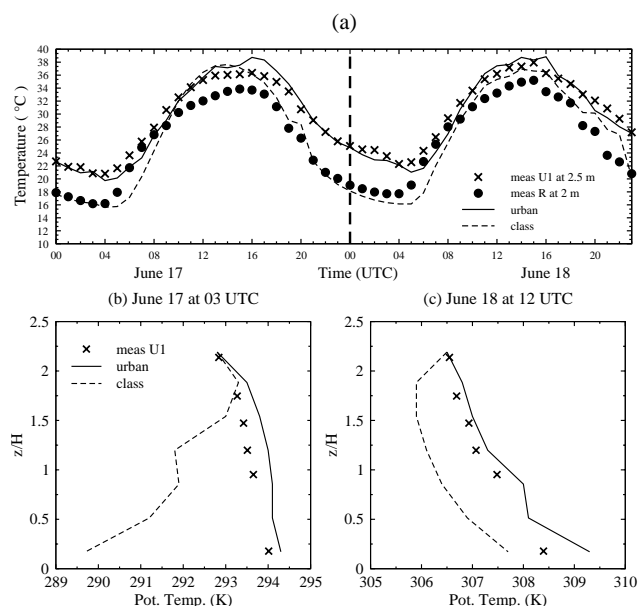 (a)
40
38
36
34
32
30
28
26
24
22
20
18
16
14
12
10
Temperature ( °C)
× meas U1 at 2.5 m
● meas R at 2 m
urban
class
00 04 08 12 16 20 00 04 08 12 16 20
June 17 Time (UTC) June 18
(b) June 17 at 03 UTC
2.5
2
1.5
1
0.5
0
z/H
× meas U1
urban
class
289 290 291 292 293 294 295
Pot. Temp. (K)
(c) June 18 at 12 UTC
2.5
2
1.5
1
0.5
0
z/H
305 306 307 308 309 310
Pot. Temp. (K)